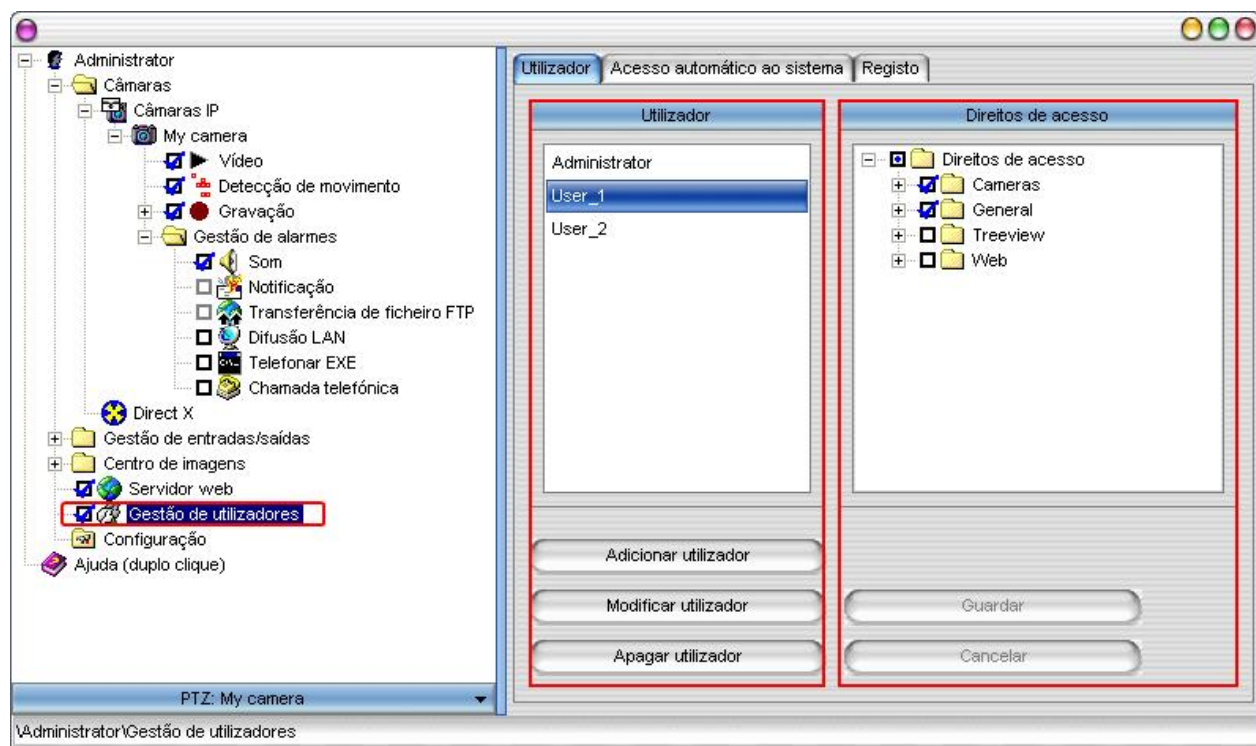 Administrator
Câmaras
Câmaras IP
My camera
Vídeo
Detecção de movimento
Gravação
Gestão de alarmes
Som
Notificação
Transferência de ficheiro FTP
Difusão LAN
Telefonar EXE
Chamada telefónica
Direct X
Gestão de entradas/saídas
Centro de imagens
Servidor web
Gestão de utilizadores
Configuração
Ajuda (duplo clique)
PTZ: My camera
Utilizador Acesso automático ao sistema Registo
Utilizador
Administrator
User_1
User_2
Adicionar utilizador
Modificar utilizador
Apagar utilizador
Direitos de acesso
Direitos de acesso
Cameras
General
Treeview
Web
Guardar
Cancelar
\Administrator\Gestão de utilizadores